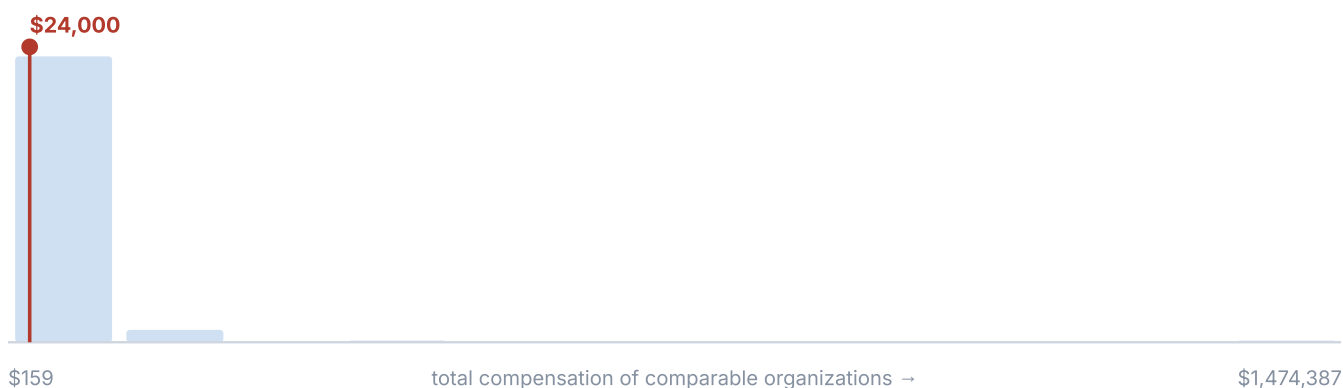 $24,000
$159
total compensation of comparable organizations →
$1,474,387